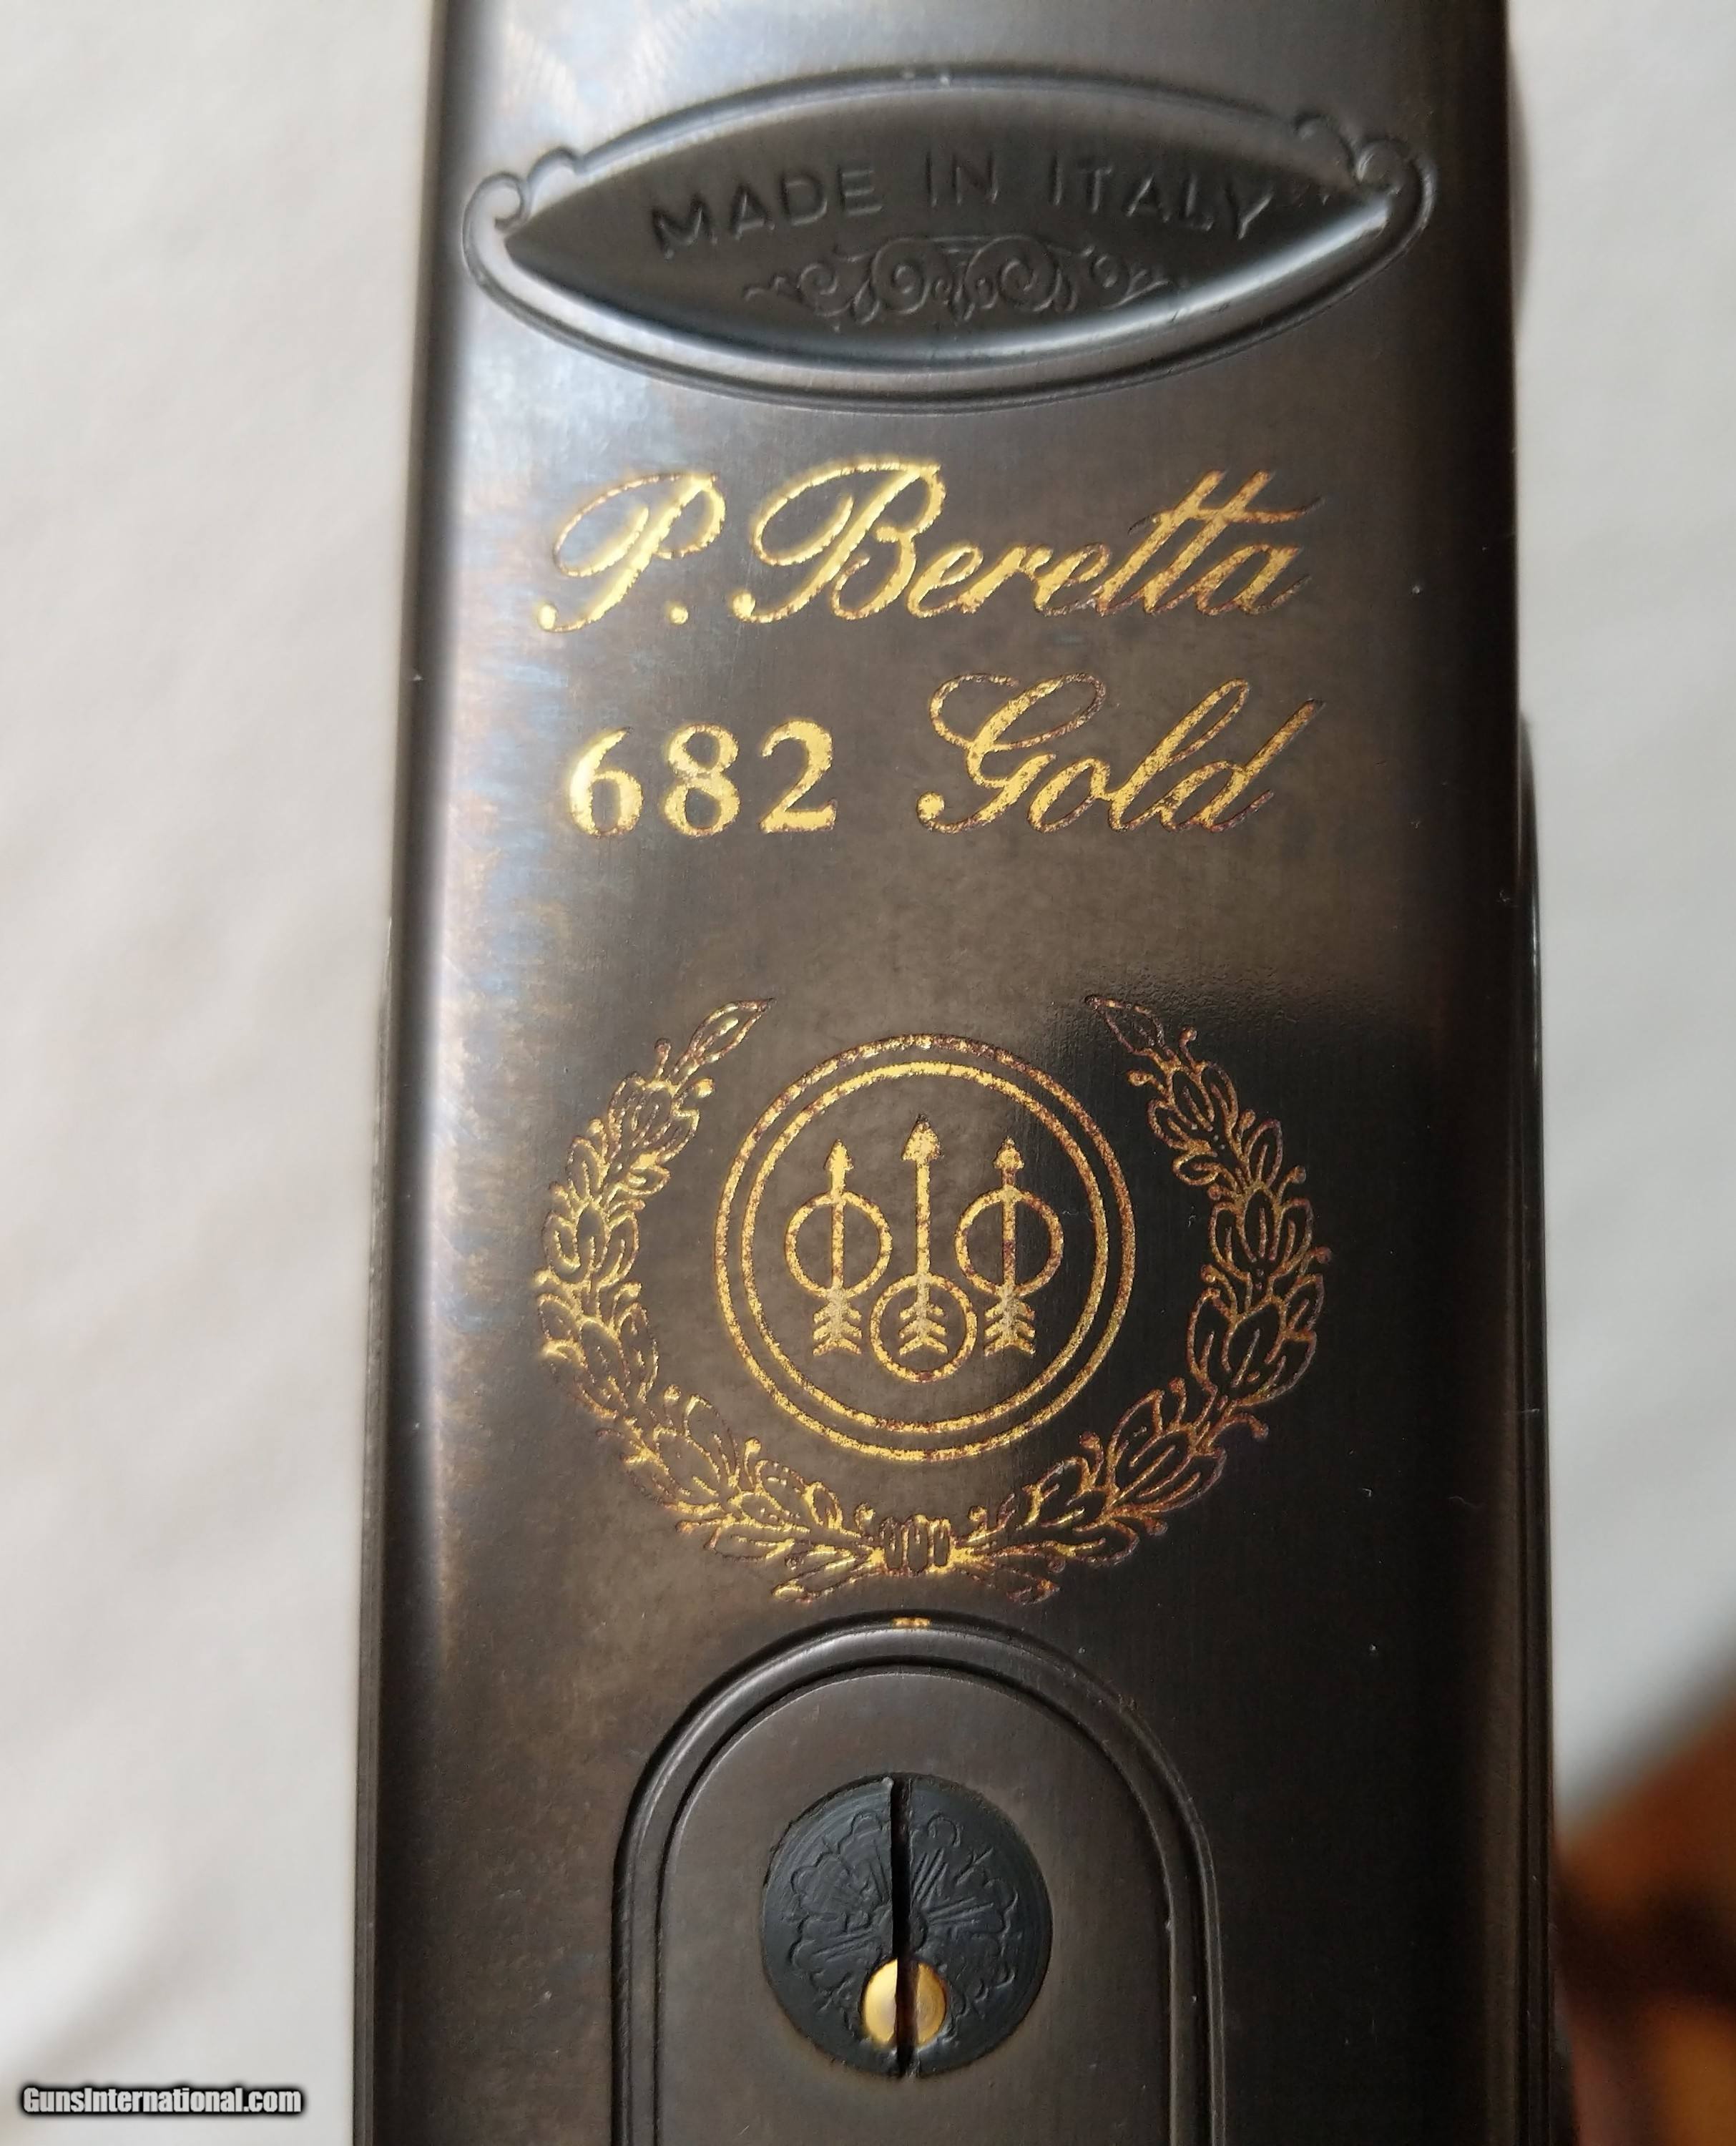 MADE IN ITALY
P. Beretta
682 Gold
GunsInternational.com